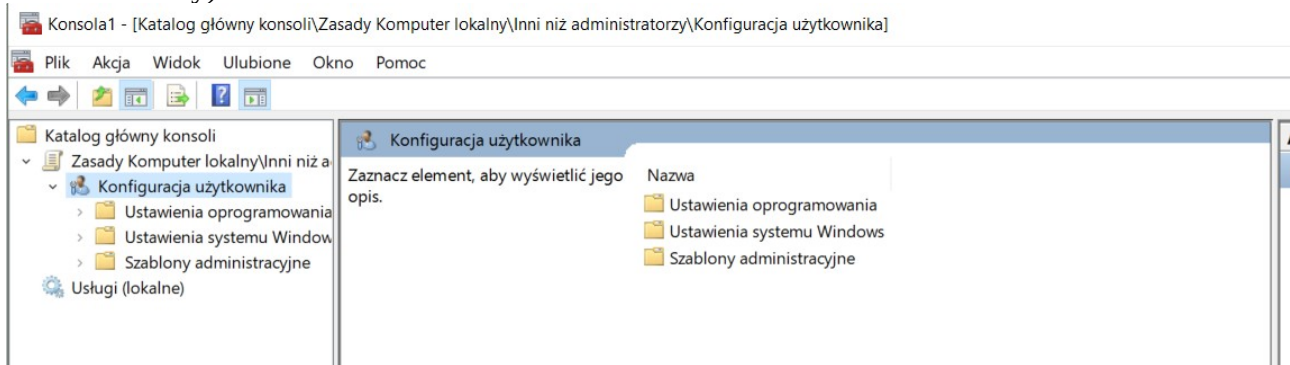 Konsola1 - [Katalog główny konsoli\Zasady Komputer lokalny\Inni niż administratorzy\Konfiguracja użytkownika]
Plik Akcja Widok Ulubione Okno Pomoc
Katalog główny konsoli
Zasady Komputer lokalny\Inni niż a
Konfiguracja użytkownika
Ustawienia oprogramowania
Ustawienia systemu Window
Szablony administracyjne
Usługi (lokalne)
Konfiguracja użytkownika
Zaznacz element, aby wyświetlić jego
opis.
Nazwa
Ustawienia oprogramowania
Ustawienia systemu Windows
Szablony administracyjne